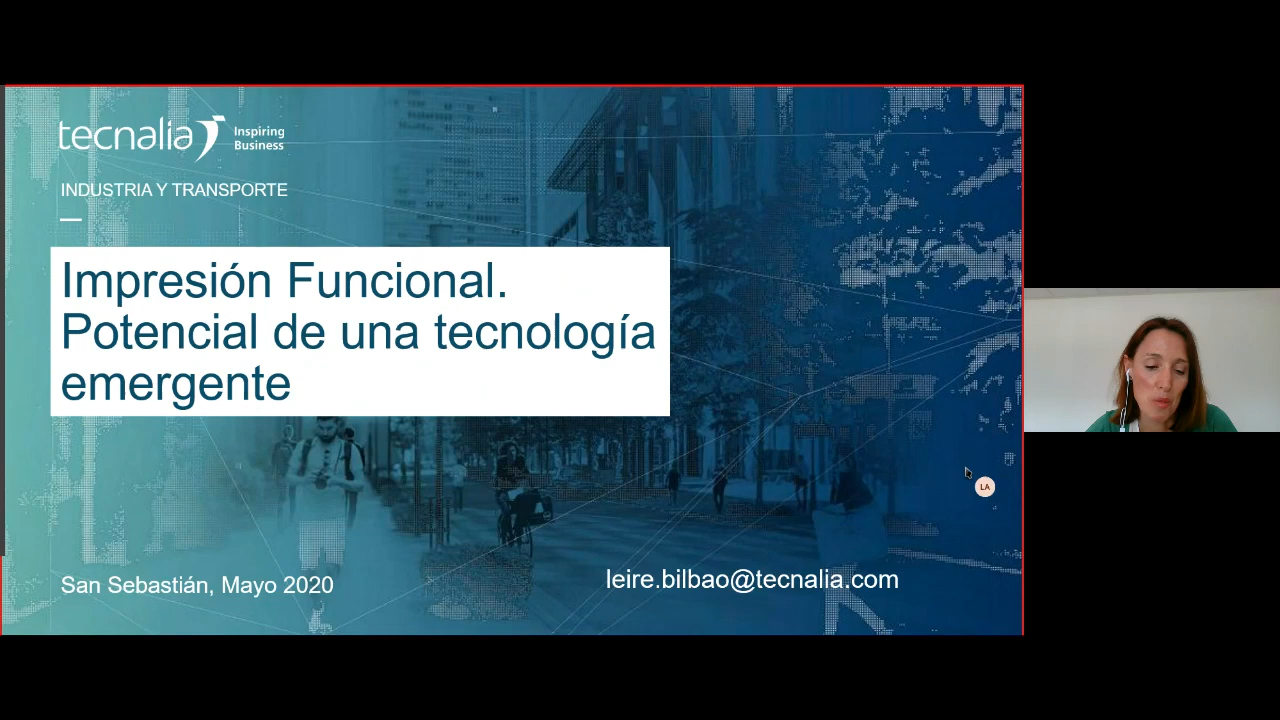 tecnalia Inspiring
Business
INDUSTRIA Y TRANSPORTE
Impresión Funcional.
Potencial de una tecnología
emergente
LA
San Sebastián, Mayo 2020
leire.bilbao@tecnalia.com